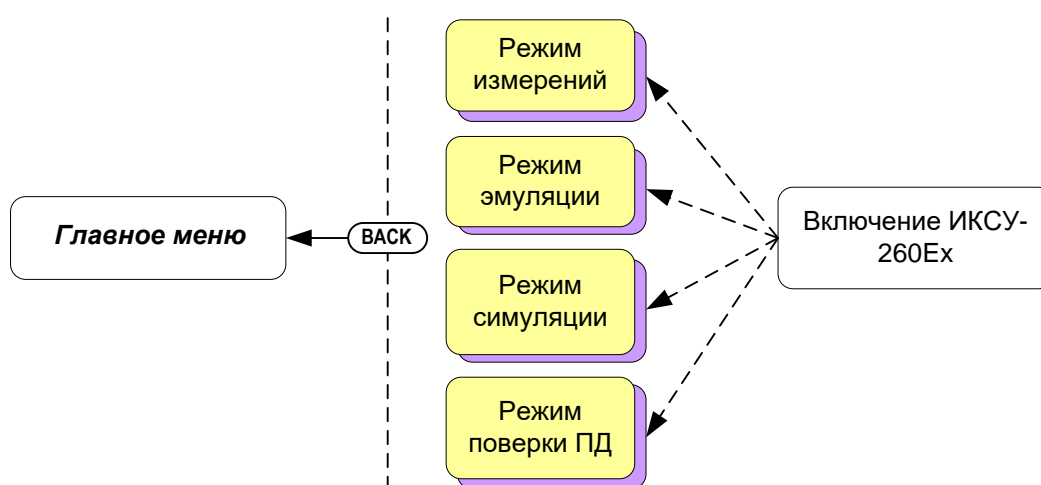 Режим
измерений
Режим
эмуляции
Главное меню
BACK
Включение ИКСУ-
260Ex
Режим
симуляции
Режим
поверки ПД